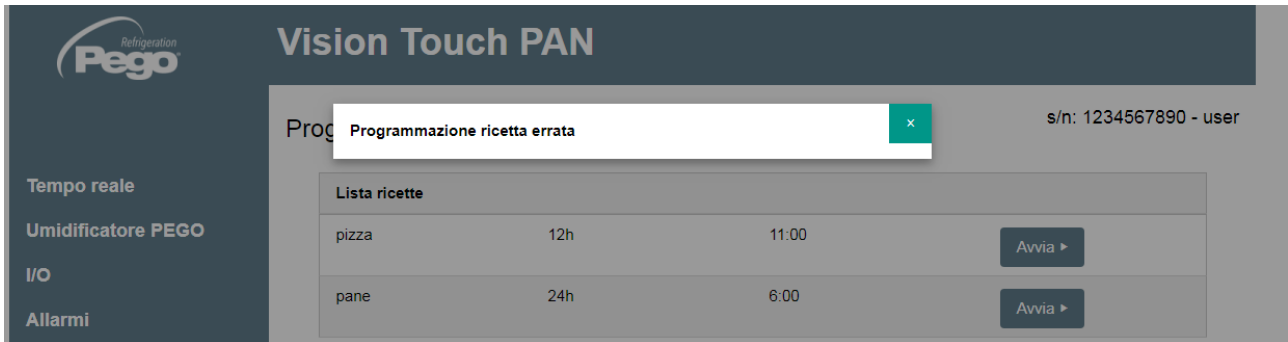 Refrigeration
Pego
Vision Touch PAN
Programmazione ricetta errata ×
Prog
s/n: 1234567890 - user
Tempo reale
Umidificatore PEGO
I/O
Allarmi
Lista ricette
pizza 12h 11:00 Avvia ▸
pane 24h 6:00 Avvia ▸